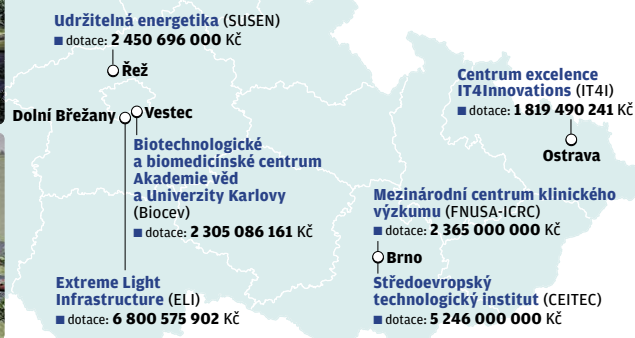 Udržitelná energetika (SUSEN)
■ dotace: 2 450 696 000 Kč
Řež
Dolní Břežany
Vestec
Biotechnologické
a biomedicínské centrum
Akademie věd
a Univerzity Karlovy
(Biocev)
■ dotace: 2 305 086 161 Kč
Extreme Light
Infrastructure (ELI)
■ dotace: 6 800 575 902 Kč
Centrum excelence
IT4Innovations (IT4I)
■ dotace: 1 819 490 241 Kč
Ostrava
Mezinárodní centrum klinického
výzkumu (FNUSA-ICRC)
■ dotace: 2 365 000 000 Kč
Brno
Středoevropský
technologický institut (CEITEC)
■ dotace: 5 246 000 000 Kč